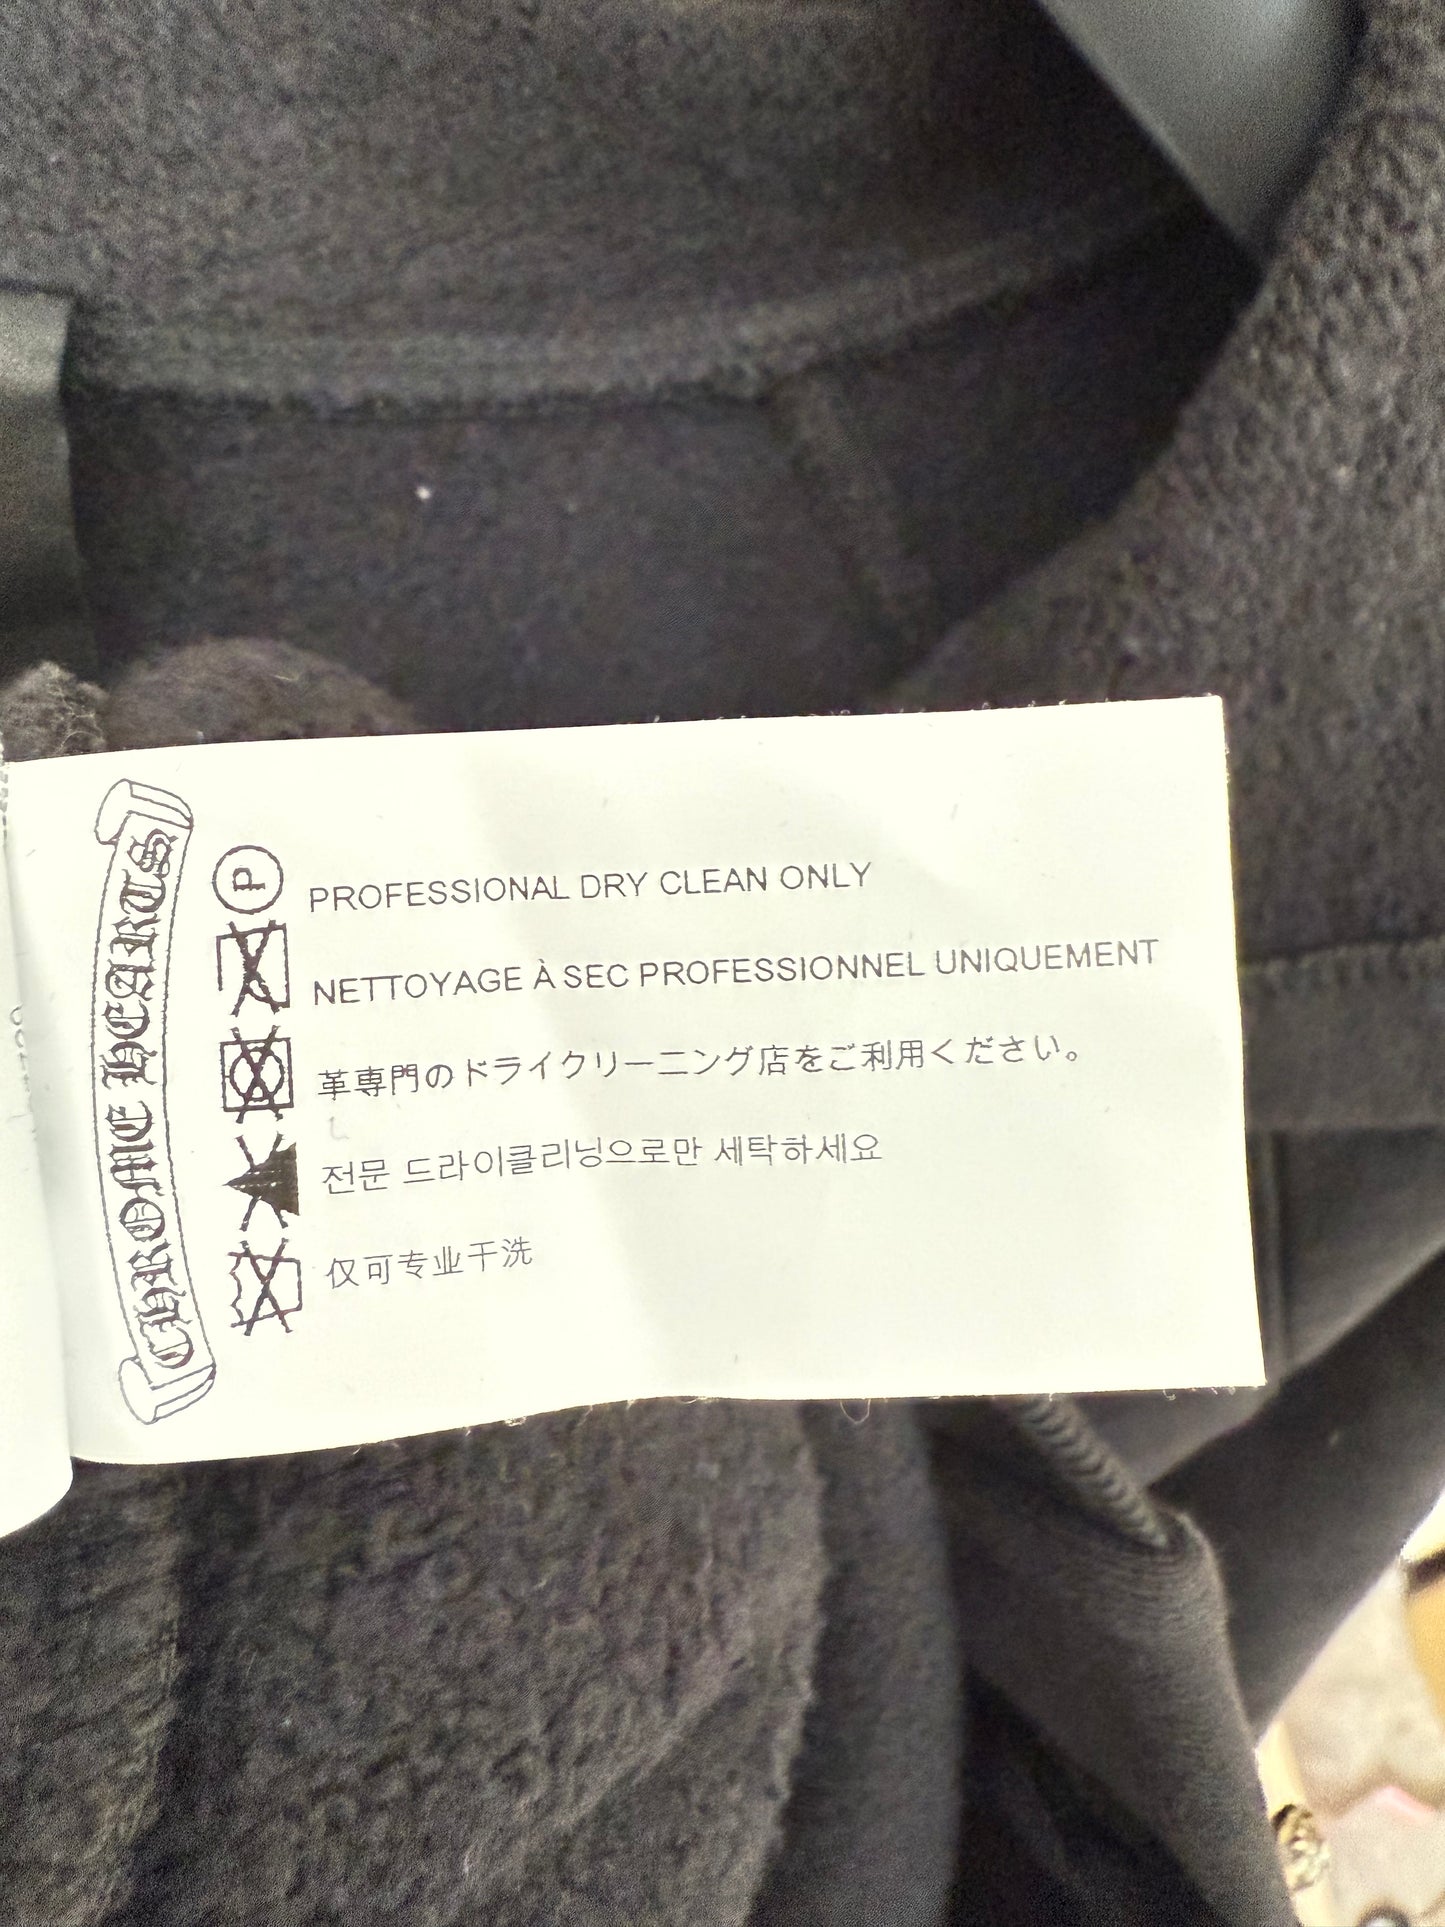 CHROME HEARTS
P
PROFESSIONAL DRY CLEAN ONLY
NETTOYAGE À SEC PROFESSIONNEL UNIQUEMENT
革専門のドライクリーニング店をご利用ください。
전문 드라이클리닝으로만 세탁하세요
仅可专业干洗